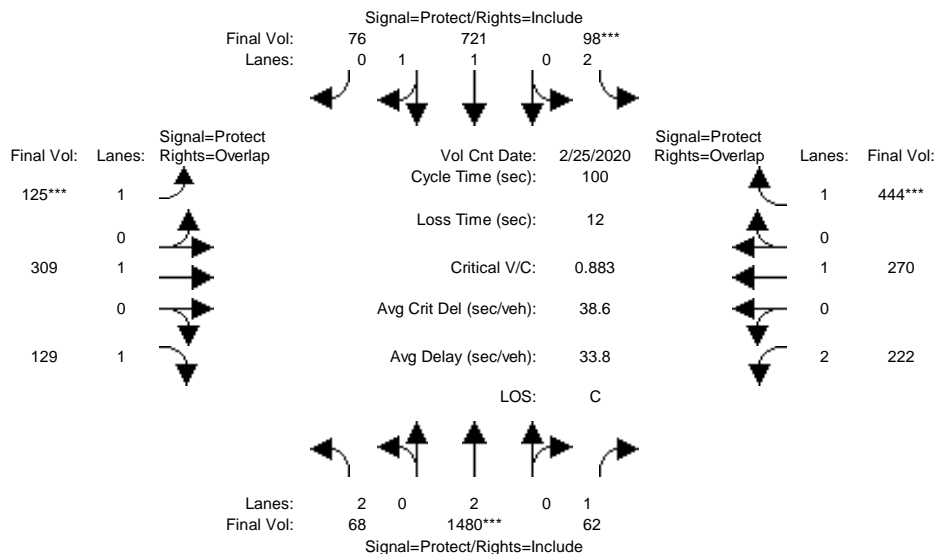 Signal=Protect/Rights=Include
Final Vol: 76 721 98***
Lanes: 0 1 1 0 2
Signal=Protect Signal=Protect
Final Vol: Lanes: Rights=Overlap Vol Cnt Date: 2/25/2020 Rights=Overlap Lanes: Final Vol:
Cycle Time (sec): 100
125*** 1 1 444***
Loss Time (sec): 12
0 0
309 1 Critical V/C: 0.883 1 270
0 Avg Crit Del (sec/veh): 38.6 0
129 1 Avg Delay (sec/veh): 33.8 2 222
LOS: C
Lanes: 2 0 2 0 1
Final Vol: 68 1480*** 62
Signal=Protect/Rights=Include